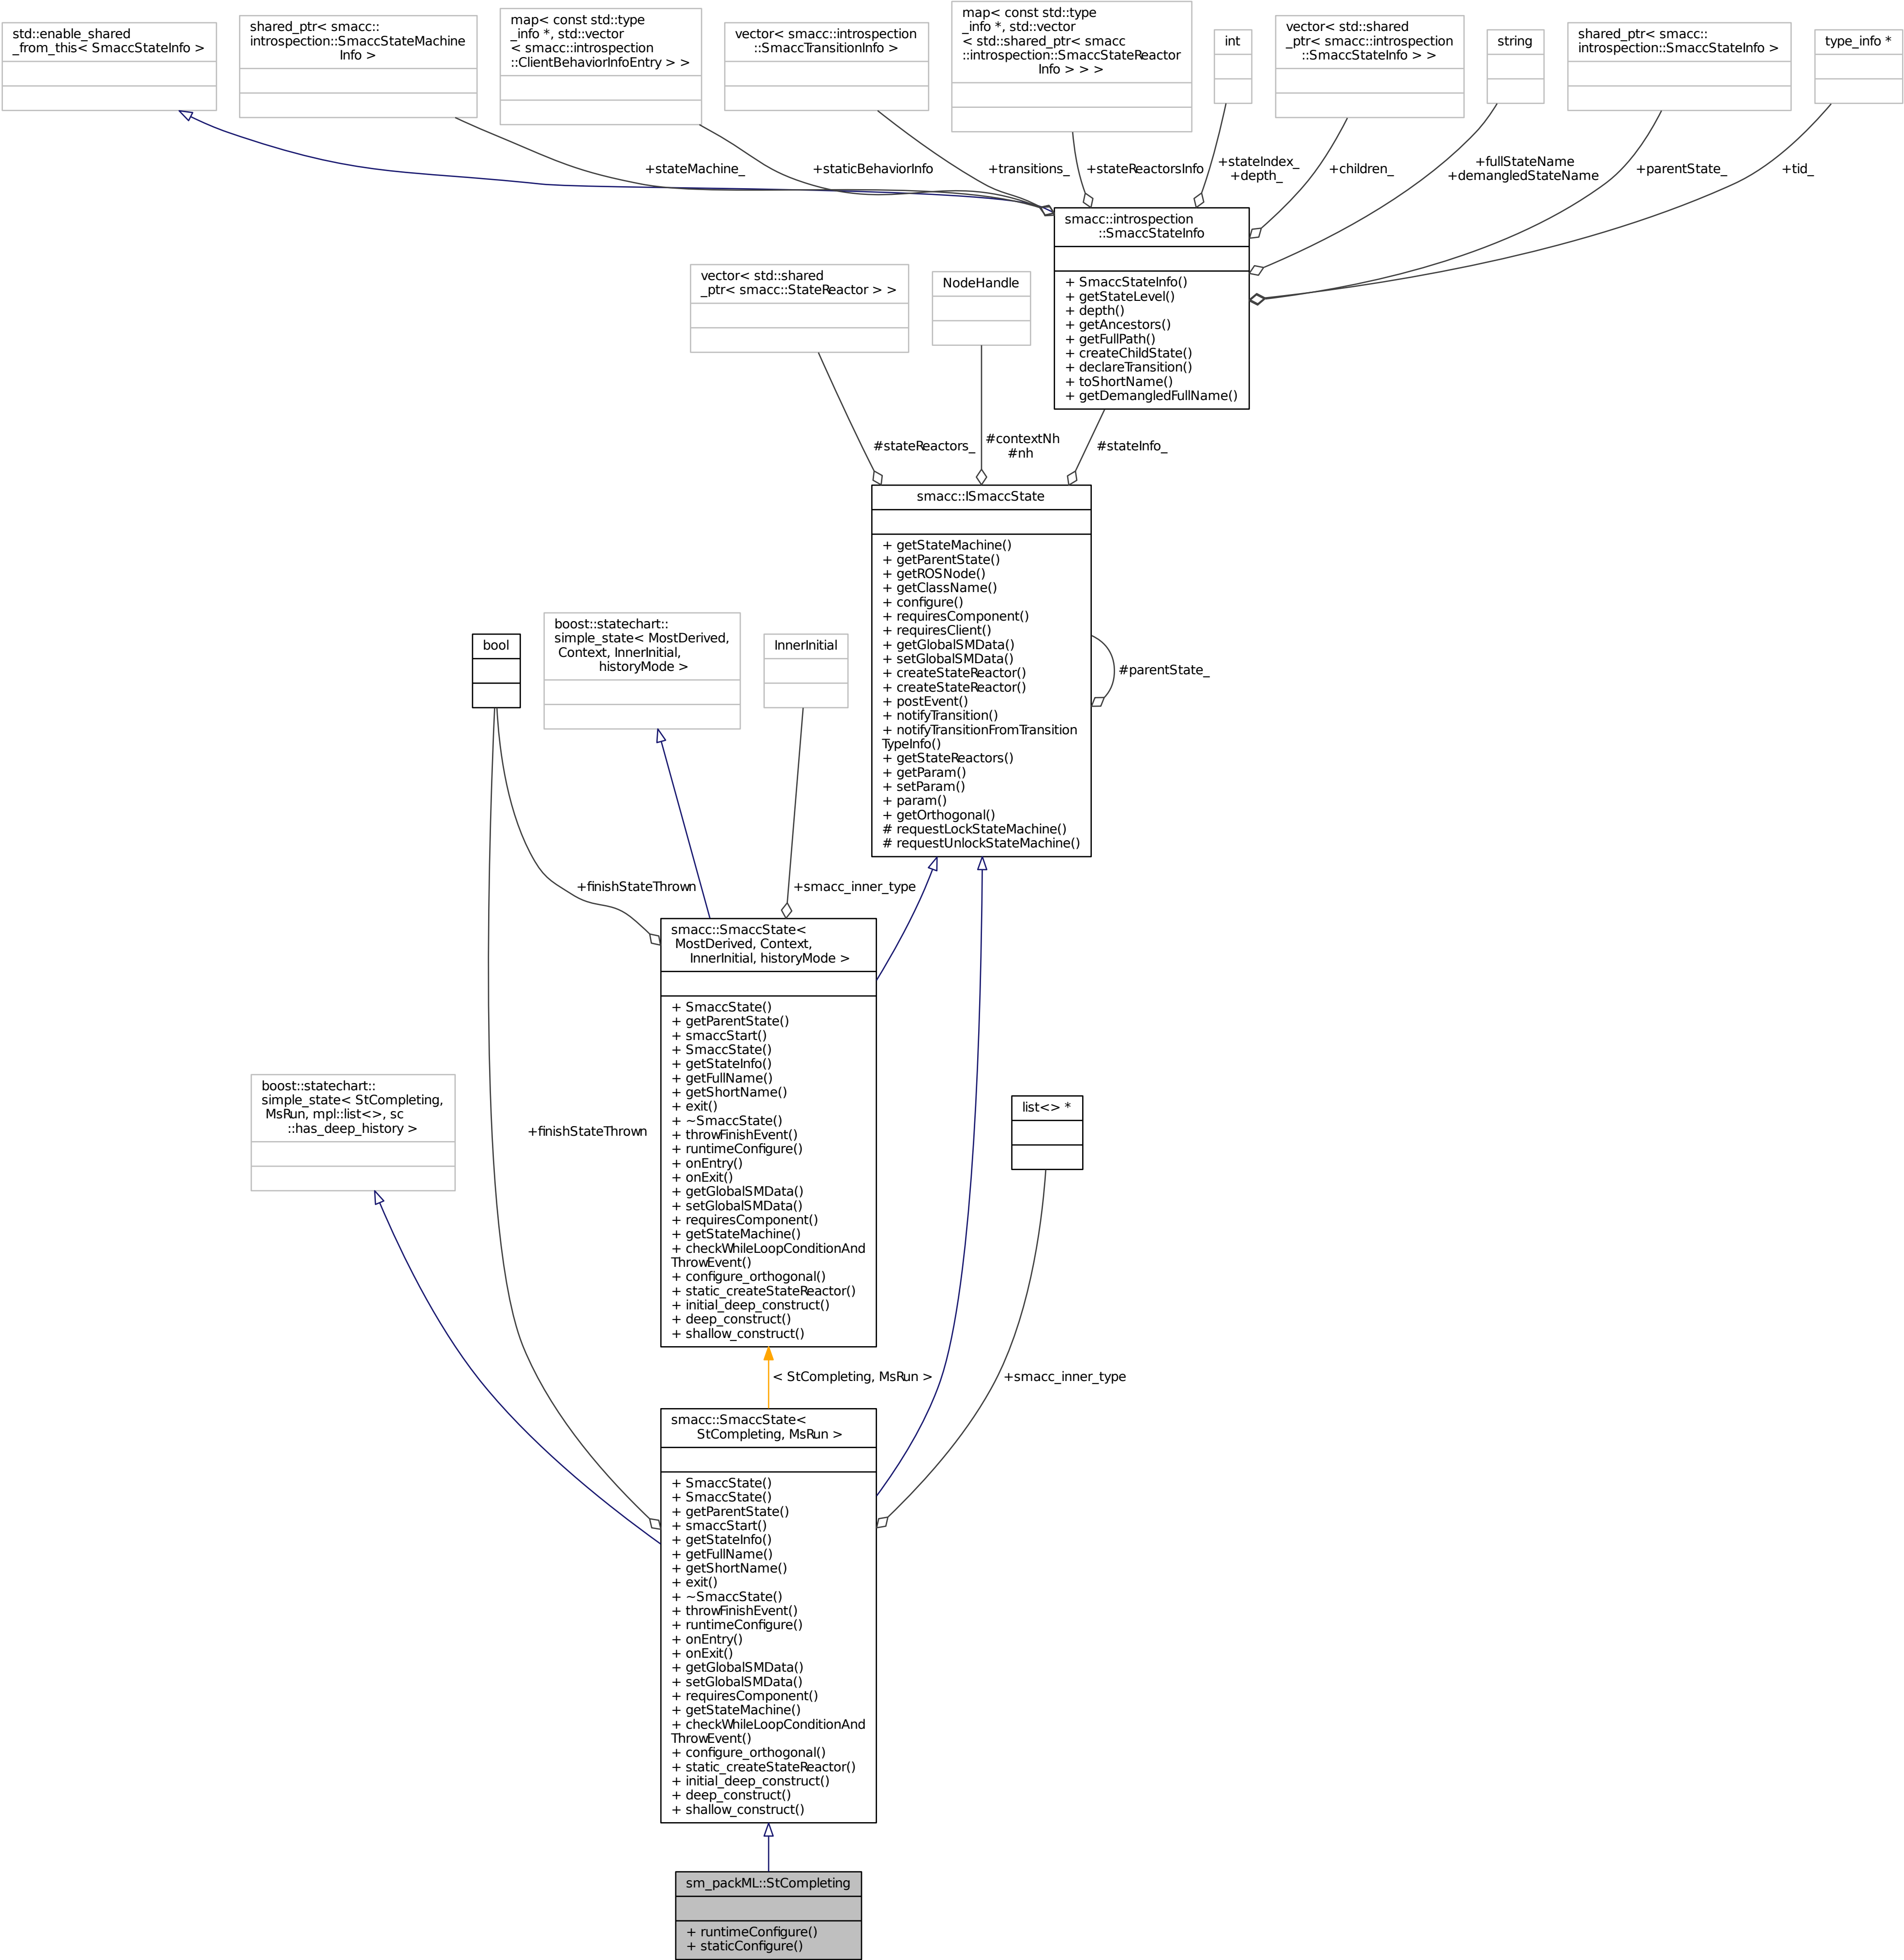 std::enable_shared
_from_this< SmaccStateInfo >
shared_ptr< smacc::
introspection::SmaccStateMachine
Info >
map< const std::type
_info *, std::vector
< smacc::introspection
::ClientBehaviorInfoEntry > >
vector< smacc::introspection
::SmaccTransitionInfo >
map< const std::type
_info *, std::vector
< std::shared_ptr< smacc
::introspection::SmaccStateReactor
Info > > >
int
vector< std::shared
_ptr< smacc::introspection
::SmaccStateInfo > >
string
shared_ptr< smacc::
introspection::SmaccStateInfo >
type_info *
+stateMachine_
+staticBehaviorInfo
+transitions_
+stateReactorsInfo
+stateIndex_
+depth_
+children_
+fullStateName
+demangledStateName
+parentState_
+tid_
smacc::introspection
::SmaccStateInfo
+ SmaccStateInfo()
+ getStateLevel()
+ depth()
+ getAncestors()
+ getFullPath()
+ createChildState()
+ declareTransition()
+ toShortName()
+ getDemangledFullName()
vector< std::shared
_ptr< smacc::StateReactor > >
NodeHandle
#stateReactors_
#contextNh
#nh
#stateInfo_
smacc::ISmaccState
+ getStateMachine()
+ getParentState()
+ getROSNode()
+ getClassName()
+ configure()
+ requiresComponent()
+ requiresClient()
+ getGlobalSMData()
+ setGlobalSMData()
+ createStateReactor()
+ createStateReactor()
+ postEvent()
+ notifyTransition()
+ notifyTransitionFromTransition
TypeInfo()
+ getStateReactors()
+ getParam()
+ setParam()
+ param()
+ getOrthogonal()
# requestLockStateMachine()
# requestUnlockStateMachine()
#parentState_
bool
boost::statechart::
simple_state< MostDerived,
Context, InnerInitial,
historyMode >
InnerInitial
+finishStateThrown
+smacc_inner_type
smacc::SmaccState<
MostDerived, Context,
InnerInitial, historyMode >
+ SmaccState()
+ getParentState()
+ smaccStart()
+ SmaccState()
+ getStateInfo()
+ getFullName()
+ getShortName()
+ exit()
+ ~SmaccState()
+ throwFinishEvent()
+ runtimeConfigure()
+ onEntry()
+ onExit()
+ getGlobalSMData()
+ setGlobalSMData()
+ requiresComponent()
+ getStateMachine()
+ checkWhileLoopConditionAnd
ThrowEvent()
+ configure_orthogonal()
+ static_createStateReactor()
+ initial_deep_construct()
+ deep_construct()
+ shallow_construct()
boost::statechart::
simple_state< StCompleting,
MsRun, mpl::list<>, sc
::has_deep_history >
+finishStateThrown
list<> *
< StCompleting, MsRun >
+smacc_inner_type
smacc::SmaccState<
StCompleting, MsRun >
+ SmaccState()
+ SmaccState()
+ getParentState()
+ smaccStart()
+ getStateInfo()
+ getFullName()
+ getShortName()
+ exit()
+ ~SmaccState()
+ throwFinishEvent()
+ runtimeConfigure()
+ onEntry()
+ onExit()
+ getGlobalSMData()
+ setGlobalSMData()
+ requiresComponent()
+ getStateMachine()
+ checkWhileLoopConditionAnd
ThrowEvent()
+ configure_orthogonal()
+ static_createStateReactor()
+ initial_deep_construct()
+ deep_construct()
+ shallow_construct()
sm_packML::StCompleting
+ runtimeConfigure()
+ staticConfigure()